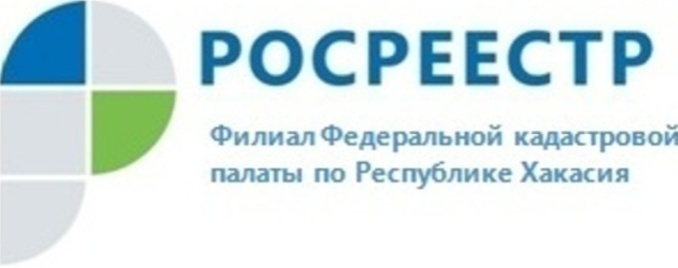 РОСРЕЕСТР
Филиал Федеральной кадастровой
палаты по Республике Хакасия